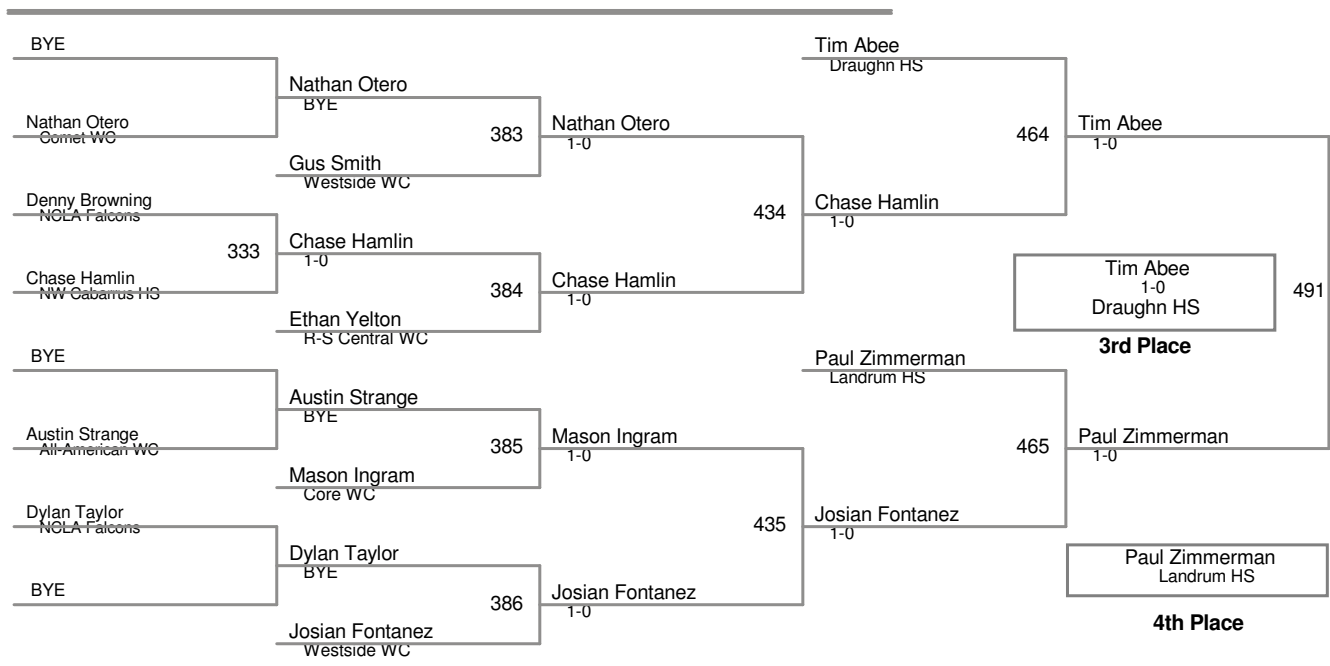 BYE
Nathan Otero
Comet WC
Denny Browning
NCLA Falcons
333
Chase Hamlin
NW Cabarrus HS
BYE
Austin Strange
All-American WC
Dylan Taylor
NCLA Falcons
BYE
Nathan Otero
BYE
383
Gus Smith
Westside WC
Chase Hamlin
1-0
384
Ethan Yelton
R-S Central WC
Austin Strange
BYE
385
Mason Ingram
Core WC
Dylan Taylor
BYE
386
Josian Fontanez
Westside WC
Nathan Otero
1-0
434
Chase Hamlin
1-0
Mason Ingram
1-0
435
Josian Fontanez
1-0
Tim Abee
Draughn HS
464
Chase Hamlin
1-0
Paul Zimmerman
Landrum HS
465
Josian Fontanez
1-0
Tim Abee
1-0
491
Paul Zimmerman
1-0
Tim Abee
1-0
Draughn HS
3rd Place
Paul Zimmerman
Landrum HS
4th Place